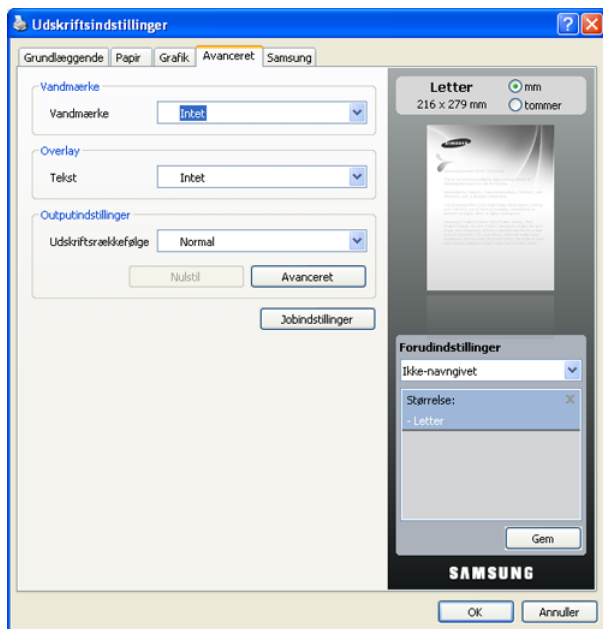 Udskriftsindstillinger
Grundlæggende Papir Grafik Avanceret Samsung
Vandmærke
Vandmærke Intet
Overlay
Tekst Intet
Outputindstillinger
Udskriftsrækkefølge Normal
Nulstil Avanceret
Jobindstillinger
Letter mm
216 x 279 mm tommer
SAMSUNG
Forudindstillinger
Ikke-navngivet
Størrelse:
- Letter
Gem
SAMSUNG
OK Annuller